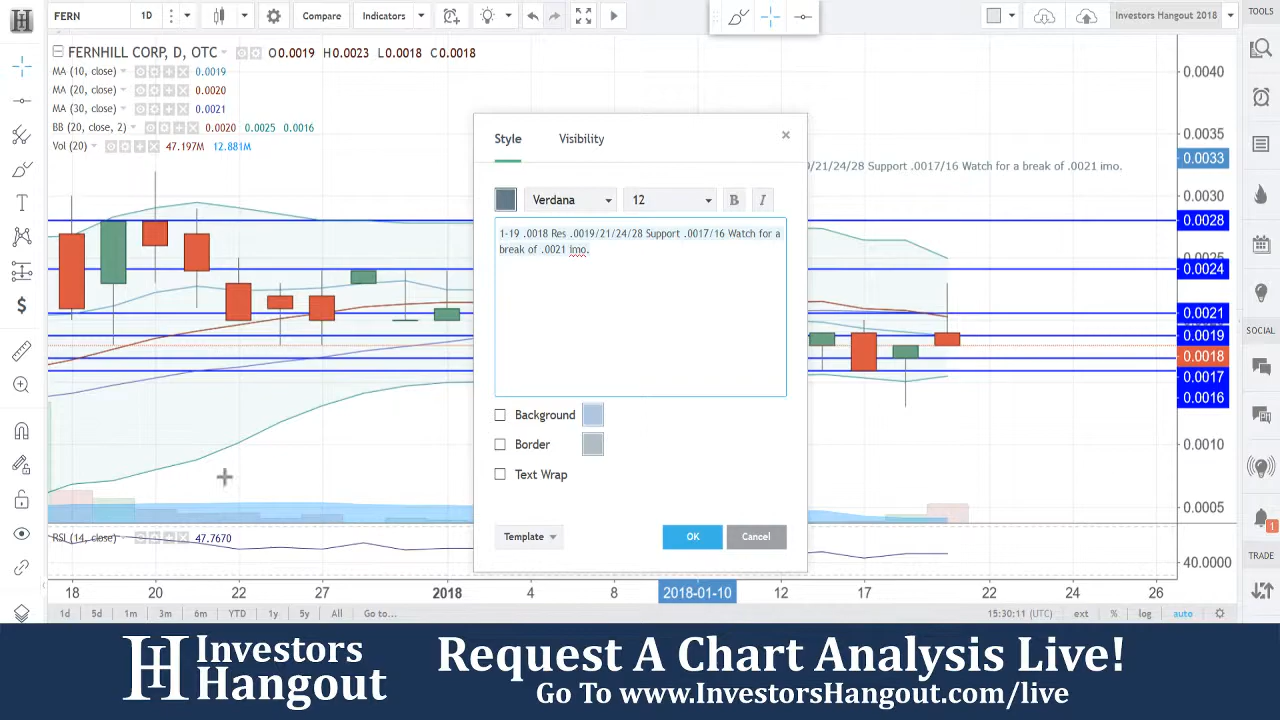 FERN
1D
Compare
Indicators
Investors Hangout 2018
TOOLS
FERNHILL CORP, D, OTC
O0.0019 H0.0023 L0.0018 C0.0018
MA (10, close) 0.0019
MA (20, close) 0.0020
MA (30, close) 0.0021
BB (20, close, 2) 0.0020 0.0025 0.0016
Vol (20) 47.197M 12.881M
Style
Visibility
×
/21/24/28 Support .0017/16 Watch for a break of .0021 imo.
Verdana
12
B
I
1-19 .0018 Res .0019/21/24/28 Support .0017/16 Watch for a
break of .0021 imo.
Background
Border
Text Wrap
Template
OK
Cancel
0.0040
0.0035
0.0033
0.0030
0.0028
0.0025
0.0024
0.0021
0.0019
0.0018
0.0017
0.0016
0.0010
0.0005
40.0000
SOCIAL
1
TRADE
RSI (14, close) 47.7670
18
20
22
27
2018
4
8
2018-01-10
12
17
22
24
26
1d
5d
1m
3m
6m
YTD
1y
5y
All
Go to...
15:30:11 (UTC)
ext
%
log
auto
Investors
Hangout
Request A Chart Analysis Live!
Go To www.InvestorsHangout.com/live